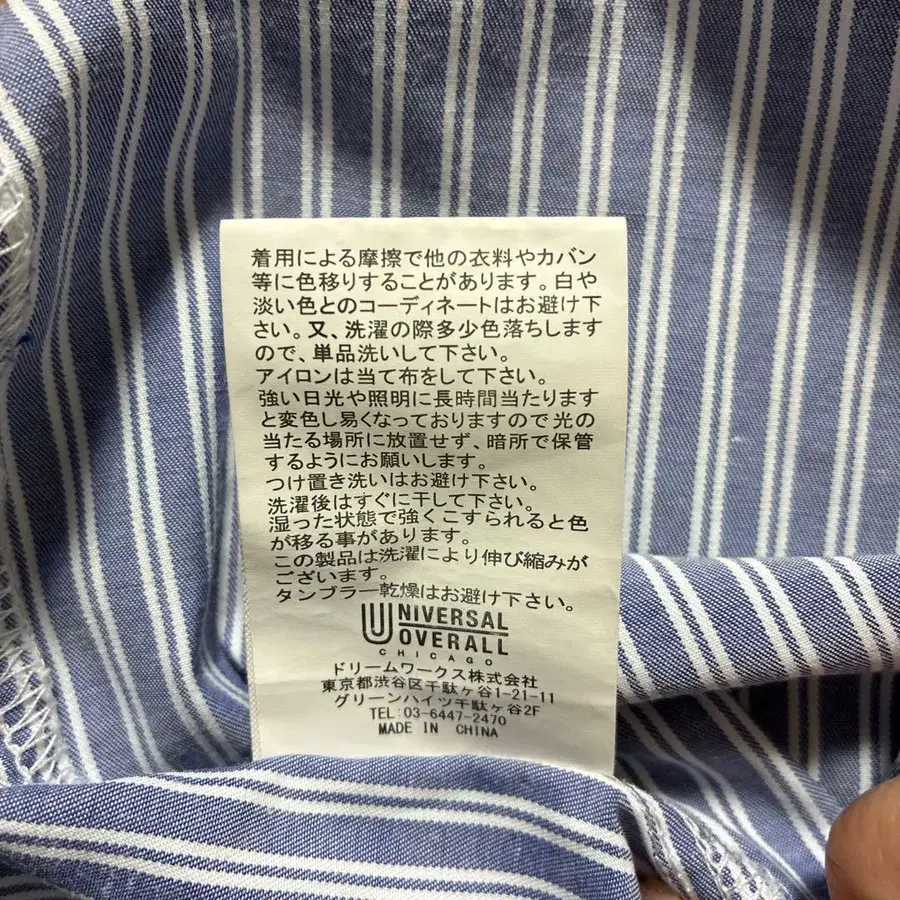 着用による摩擦で他の衣料やカバン
等に色移りすることがあります。白や
淡い色とのコーディネートはお避け下
さい。又、洗濯の際多少色落ちします
ので、単品洗いして下さい。
アイロンは当て布をして下さい。
強い日光や照明に長時間当たります
と変色し易くなっておりますので光の
当たる場所に放置せず、暗所で保管
するようにお願いします。
つけ置き洗いはお避け下さい。
洗濯後はすぐに干して下さい。
湿った状態で強くこすられると色
が移る事があります。
この製品は洗濯により伸び縮みが
ございます。
タンブラー乾燥はお避け下さい。
UNIVERSAL
OVERALL
CHICAGO
ドリームワークス株式会社
東京都渋谷区千駄ヶ谷1-21-11
グリーンハイツ千駄ヶ谷2F
TEL:03-6447-2470
MADE IN CHINA